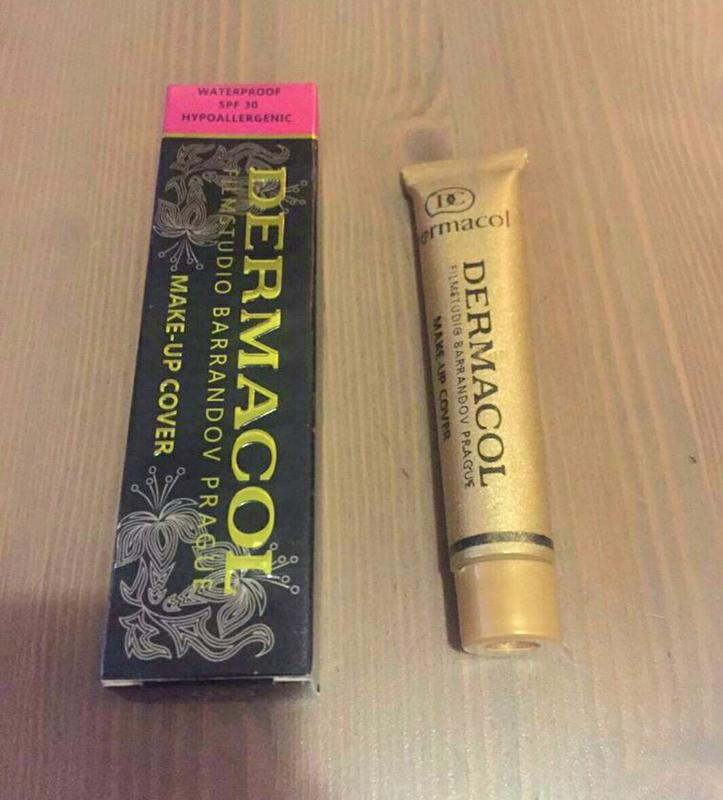 WATERPROOF
SPF 30
HYPOALLERGENIC
DERMACOL
FILMSTUDIO BARRANDOV PRAGUE
MAKE-UP COVER
DC
dermacol
DERMACOL
FILMSTUDIO BARRANDOV PRAGUE
MAKE-UP COVER